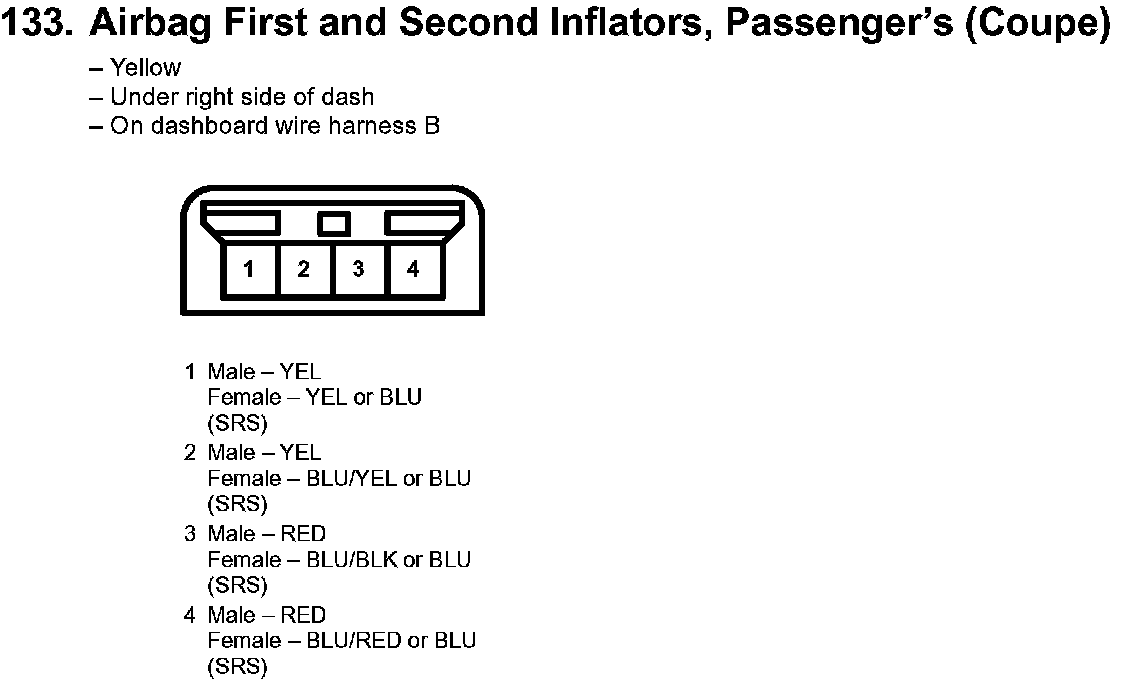 133. Airbag First and Second Inflators, Passenger’s (Coupe)
– Yellow
– Under right side of dash
– On dashboard wire harness B
1 2 3 4
1 Male – YEL
Female – YEL or BLU
(SRS)
2 Male – YEL
Female – BLU/YEL or BLU
(SRS)
3 Male – RED
Female – BLU/BLK or BLU
(SRS)
4 Male – RED
Female – BLU/RED or BLU
(SRS)